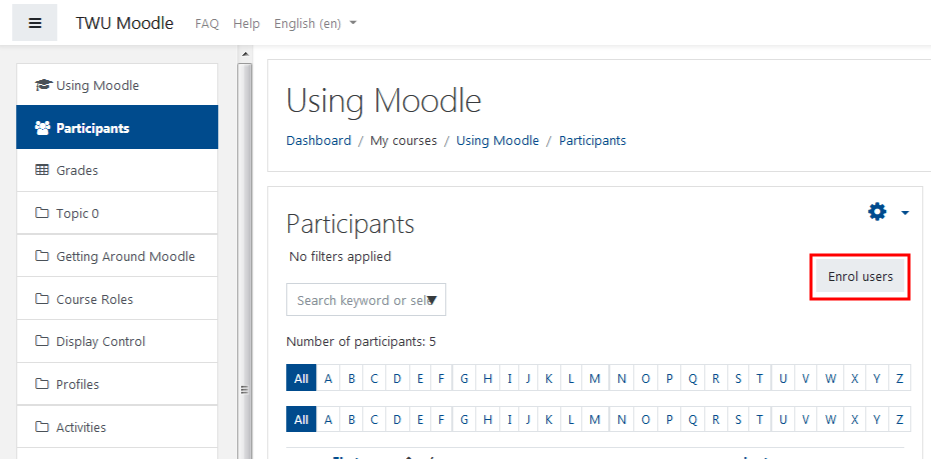 TWU Moodle FAQ Help English (en)
Using Moodle
Participants
Grades
Topic 0
Getting Around Moodle
Course Roles
Display Control
Profiles
Activities
Using Moodle
Dashboard / My courses / Using Moodle / Participants
Participants
No filters applied
Enrol users
Search keyword or sele
Number of participants: 5
All A B C D E F G H I J K L M N O P Q R S T U V W X Y Z
All A B C D E F G H I J K L M N O P Q R S T U V W X Y Z